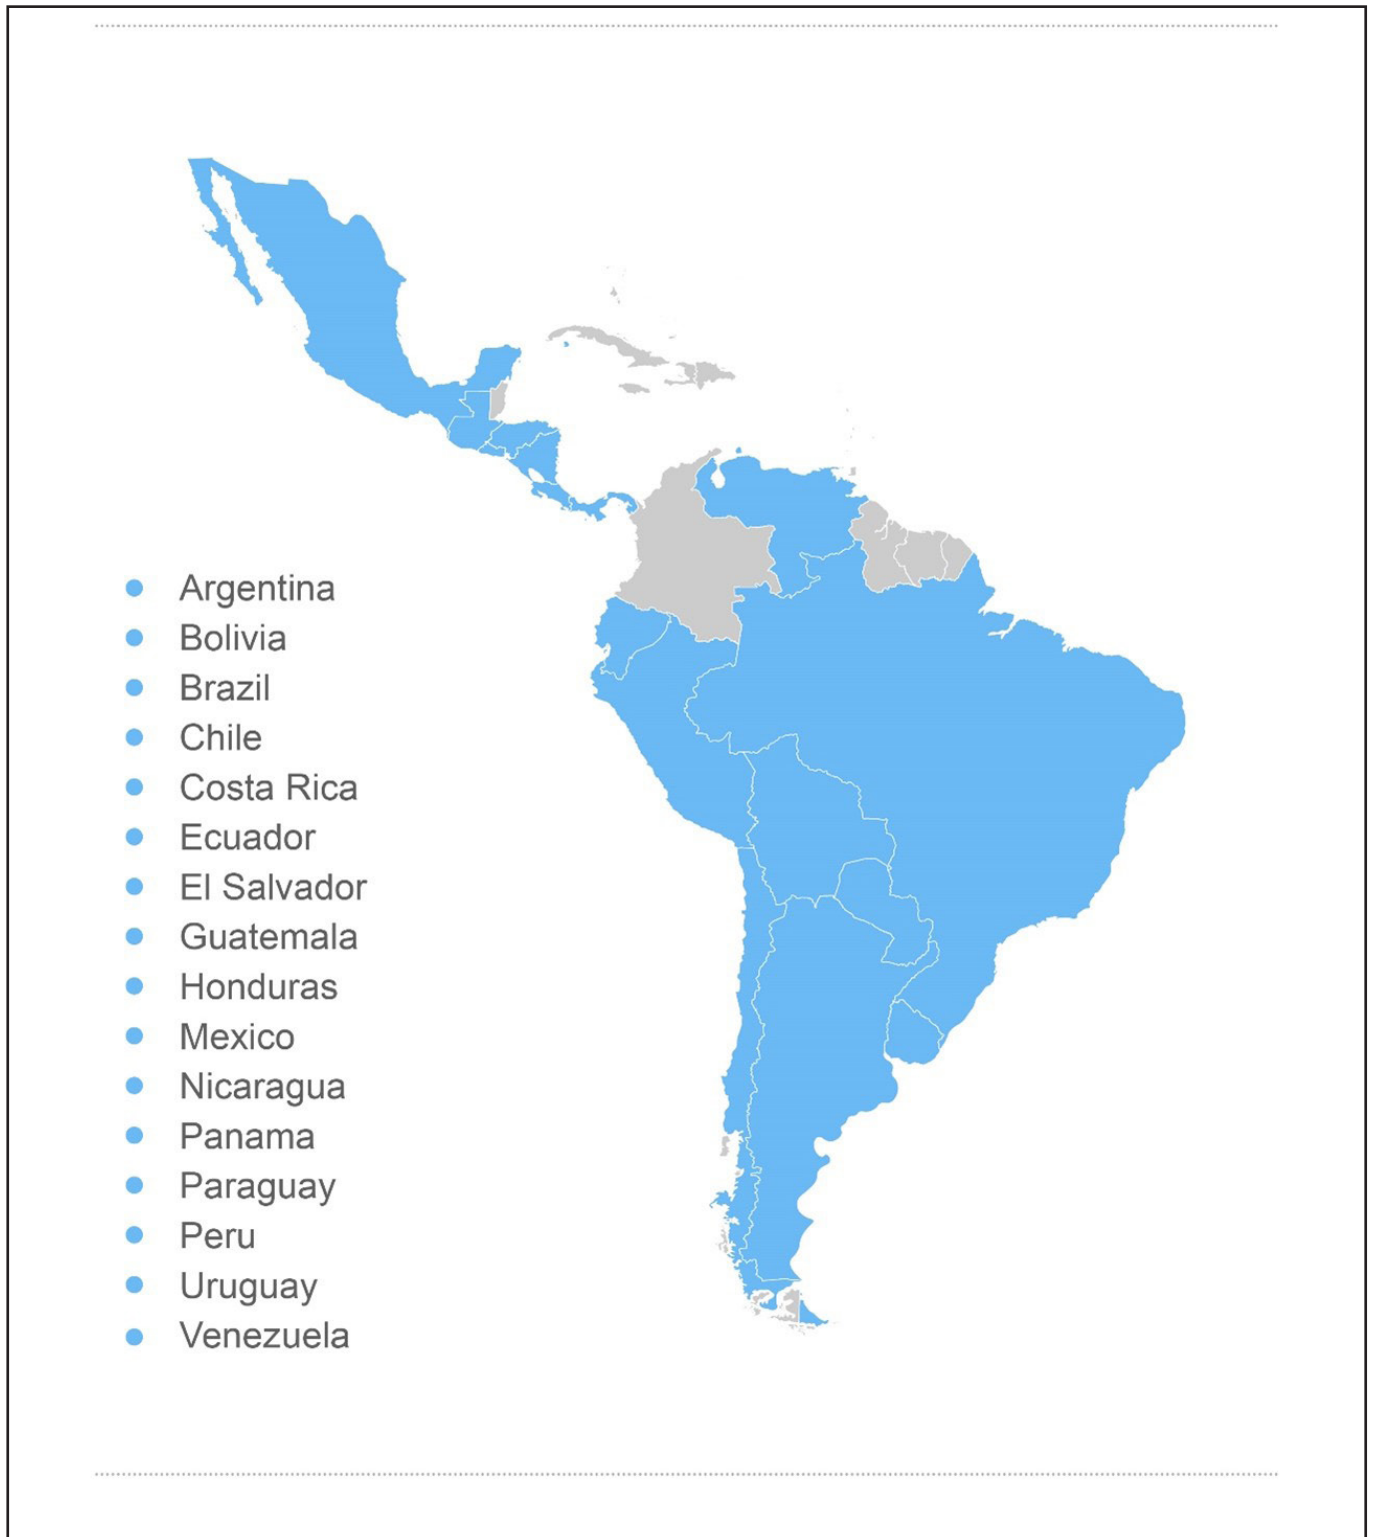 Argentina
Bolivia
Brazil
Chile
Costa Rica
Ecuador
El Salvador
Guatemala
Honduras
Mexico
Nicaragua
Panama
Paraguay
Peru
Uruguay
Venezuela